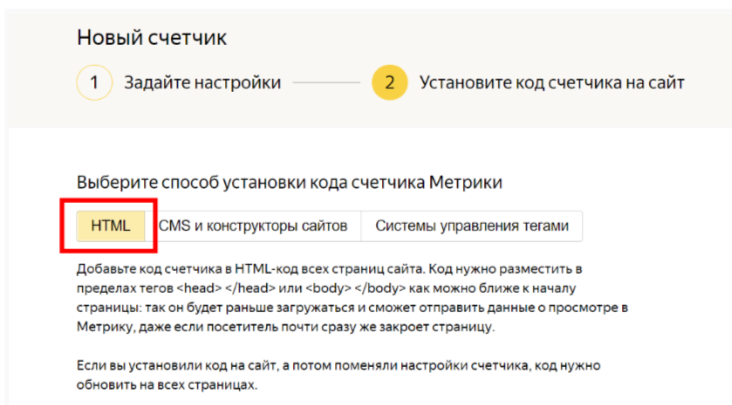 Новый счетчик
1 Задайте настройки 2 Установите код счетчика на сайт
Выберите способ установки кода счетчика Метрики
HTML CMS и конструкторы сайтов Системы управления тегами
Добавьте код счетчика в HTML-код всех страниц сайта. Код нужно разместить в
пределах тегов <head> </head> или <body> </body> как можно ближе к началу
страницы: так он будет раньше загружаться и сможет отправить данные о просмотре в
Метрику, даже если посетитель почти сразу же закроет страницу.
Если вы установили код на сайт, а потом поменяли настройки счетчика, код нужно
обновить на всех страницах.